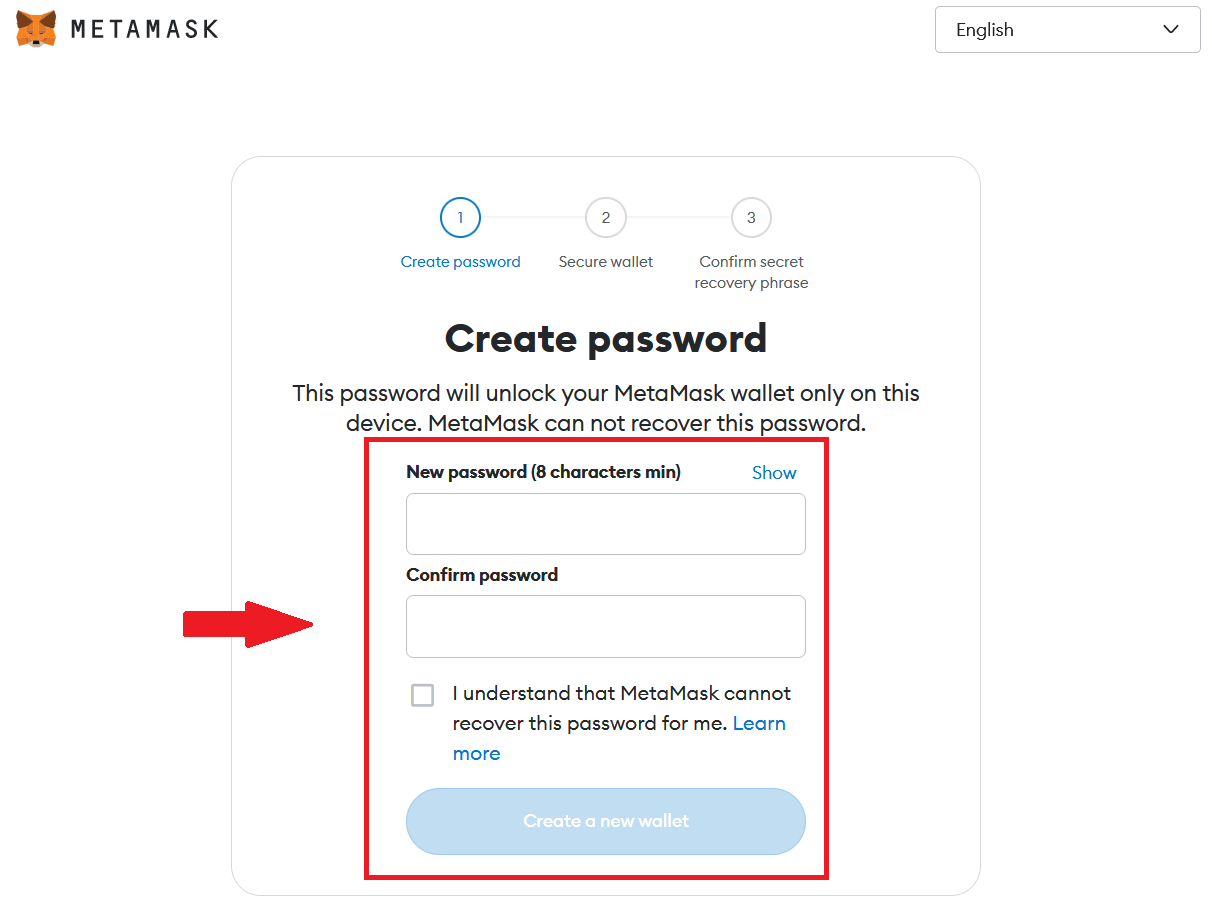 METAMASK
English
1
2
3
Create password
Secure wallet
Confirm secret
recovery phrase
Create password
This password will unlock your MetaMask wallet only on this
device. MetaMask can not recover this password.
New password (8 characters min)
Show
Confirm password
I understand that MetaMask cannot
recover this password for me. Learn
more
Create a new wallet